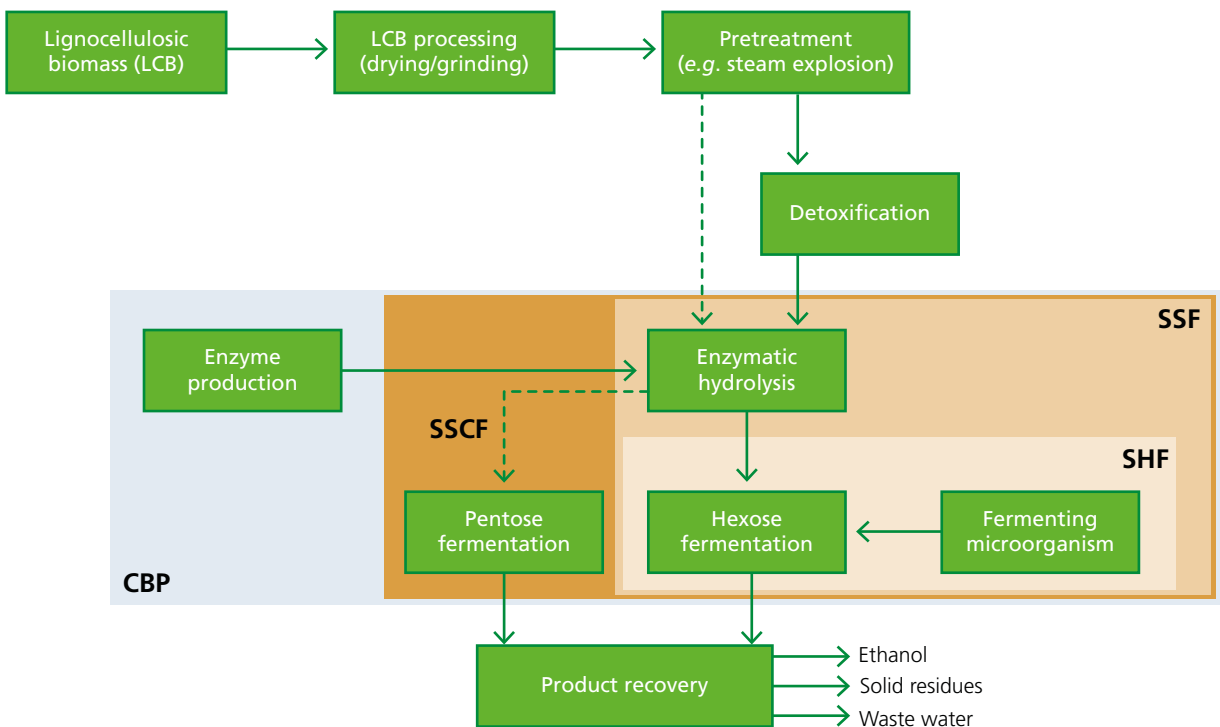 Lignocellulosic
biomass (LCB)
LCB processing
(drying/grinding)
Pretreatment
(e.g. steam explosion)
Detoxification
SSF
Enzyme
production
Enzymatic
hydrolysis
SSCF
SHF
Pentose
fermentation
Hexose
fermentation
Fermenting
microorganism
CBP
Product recovery
Ethanol
Solid residues
Waste water